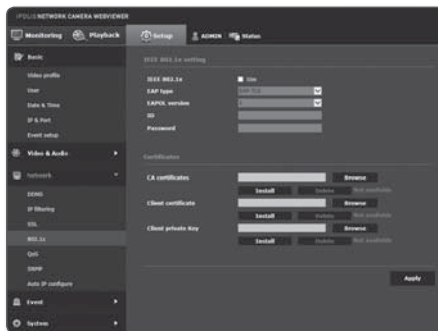 iPOLiS NETWORK CAMERA WEBVIEWER
Monitoring
Playback
Setup
ADMIN
Status
Basic
Video profile
User
Date & Time
IP & Port
Event setup
Video & Audio
Network
DDNS
IP filtering
SSL
802.1x
QoS
SNMP
Auto IP configure
Event
System
IEEE 802.1x setting
IEEE 802.1x
Use
EAP type
EAP-TLS
EAPOL version
1
ID
Password
Certificates
CA certificates
Browse
Install Delete Not available
Client certificate
Browse
Install Delete Not available
Client private Key
Browse
Install Delete Not available
Apply